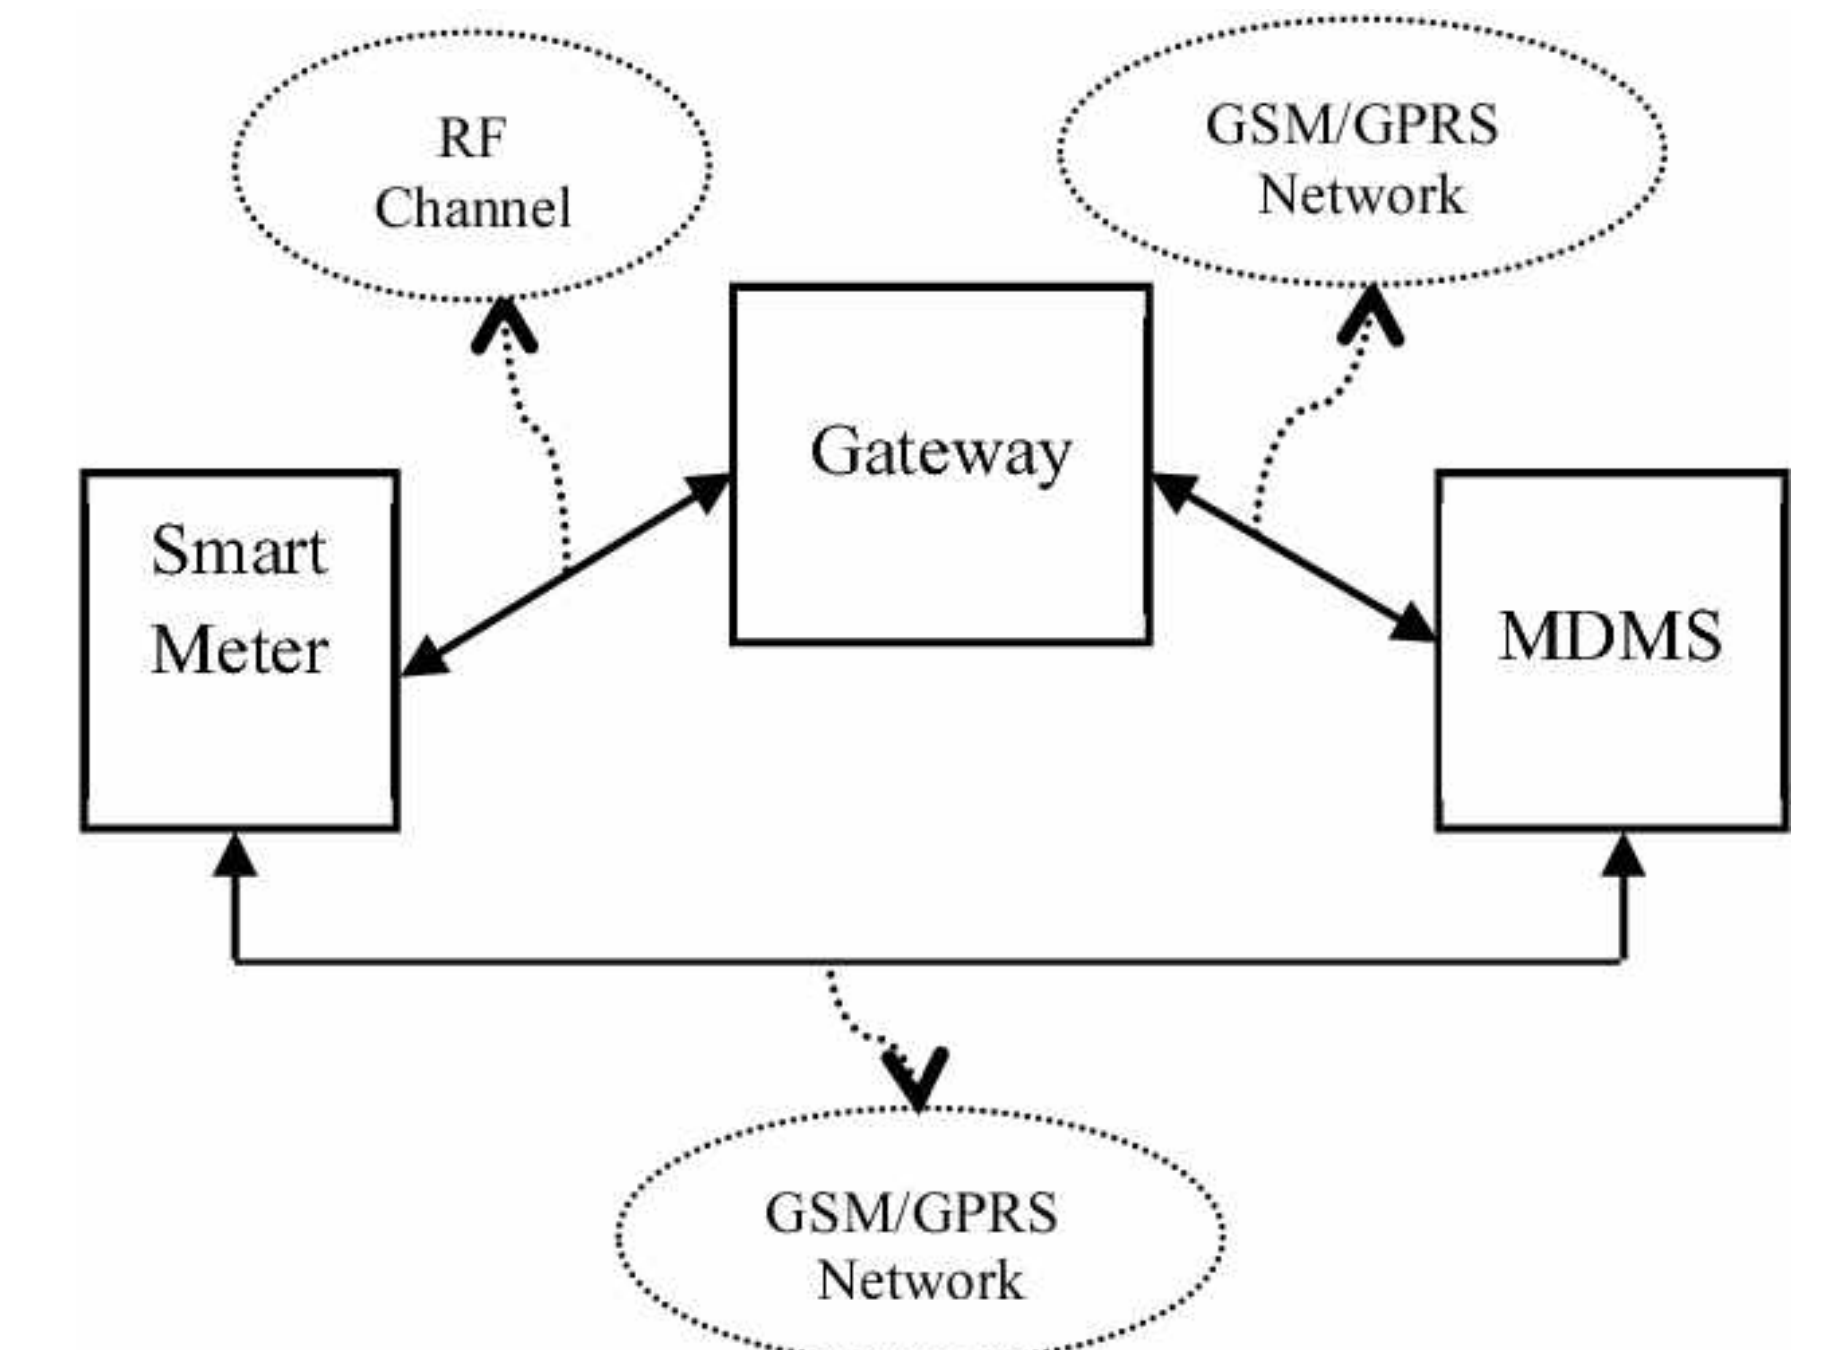 RF
Channel
GSM/GPRS
Network
Gateway
Smart
Meter
MDMS
GSM/GPRS
Network